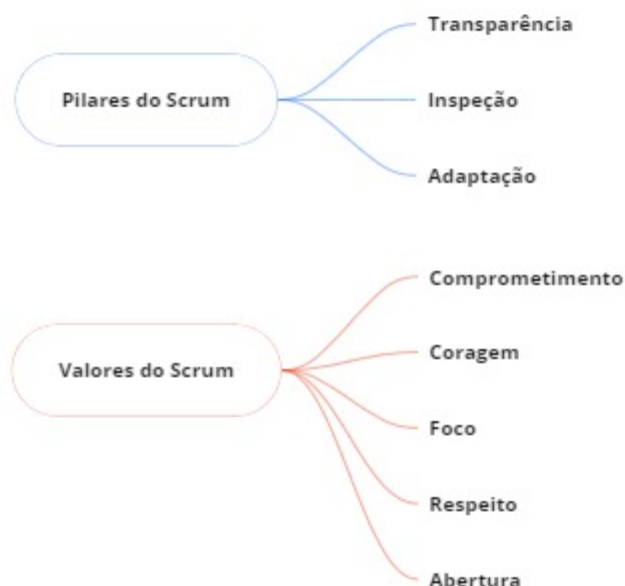 Pilares do Scrum
Transparência
Inspeção
Adaptação
Valores do Scrum
Comprometimento
Coragem
Foco
Respeito
Abertura